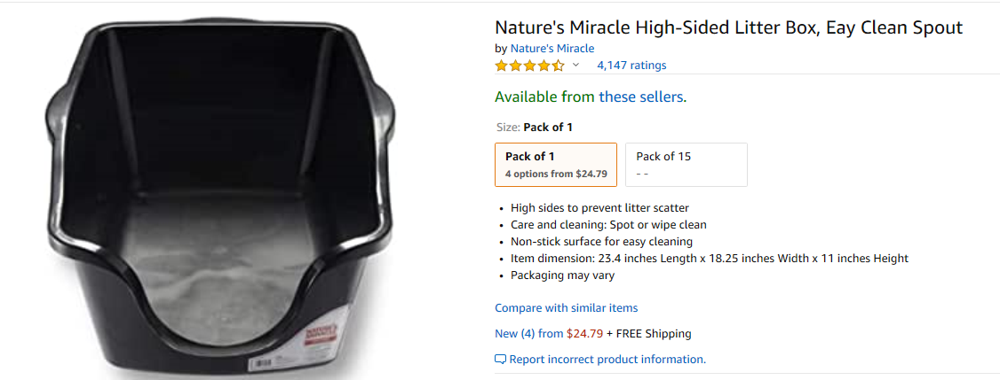 Nature's Miracle High-Sided Litter Box, Eay Clean Spout
by Nature's Miracle
4,147 ratings
Available from these sellers.
Size: Pack of 1
Pack of 1
4 options from $24.79
Pack of 15
- -
• High sides to prevent litter scatter
• Care and cleaning: Spot or wipe clean
• Non-stick surface for easy cleaning
• Item dimension: 23.4 inches Length x 18.25 inches Width x 11 inches Height
• Packaging may vary
Compare with similar items
New (4) from $24.79 + FREE Shipping
Report incorrect product information.
NATURE'S
MIRACLE